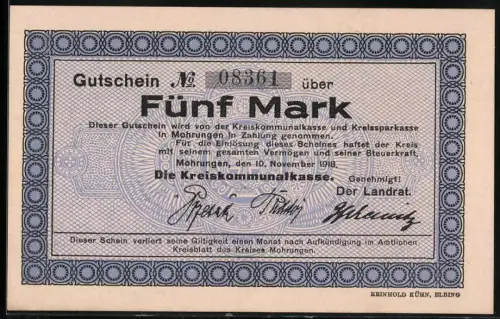 Gutschein № 08361 über
Fünf Mark
Dieser Gutschein wird von der Kreiskommunalkasse und Kreissparkasse
in Mohrungen in Zahlung genommen.
Für die Einlösung dieses Scheines haftet der Kreis
mit seinem gesamten Vermögen und seiner Steuerkraft.
Mohrungen, den 10. November 1918.
Die Kreiskommunalkasse.
Genehmigt!
Der Landrat.
Dieser Schein verliert seine Giltigkeit einen Monat nach Aufkündigung im Amtlichen
Kreisblatt des Kreises Mohrungen.
REINHOLD KÜHN, ELBING